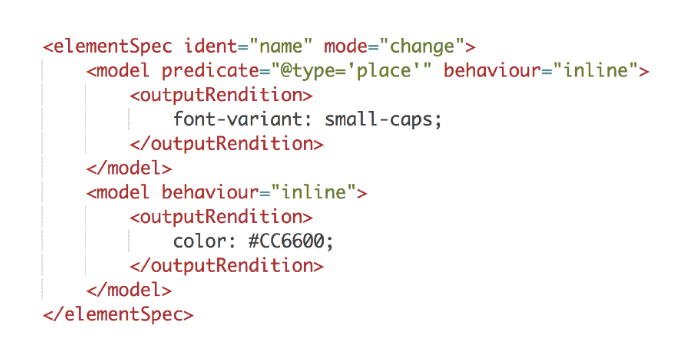 <elementSpec ident="name" mode="change">
    <model predicate="@type='place'" behaviour="inline">
        <outputRendition>
            font-variant: small-caps;
        </outputRendition>
    </model>
    <model behaviour="inline">
        <outputRendition>
            color: #CC6600;
        </outputRendition>
    </model>
</elementSpec>